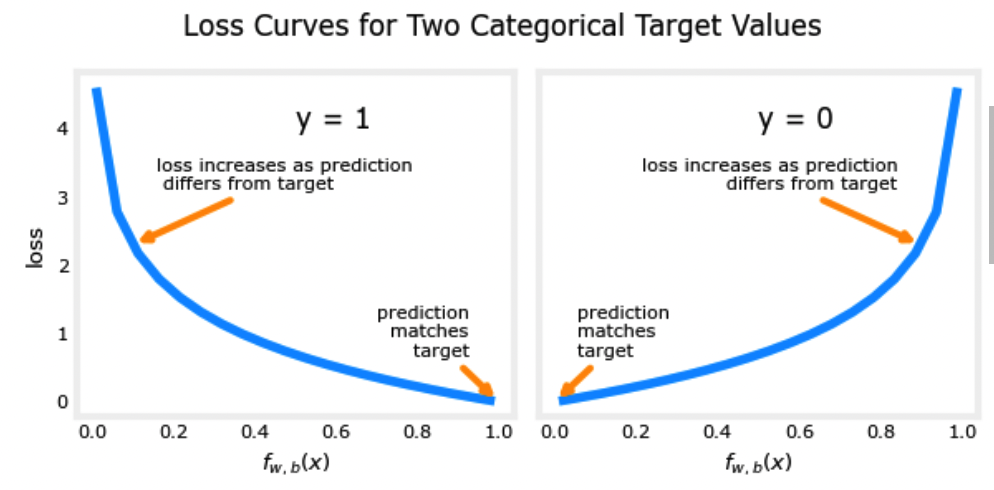 Loss Curves for Two Categorical Target Values
y = 1
loss increases as prediction
differs from target
prediction
matches
target
loss
4
3
2
1
0
0.0 0.2 0.4 0.6 0.8 1.0
f_{w, b}(x)
y = 0
loss increases as prediction
differs from target
prediction
matches
target
0.0 0.2 0.4 0.6 0.8 1.0
f_{w, b}(x)